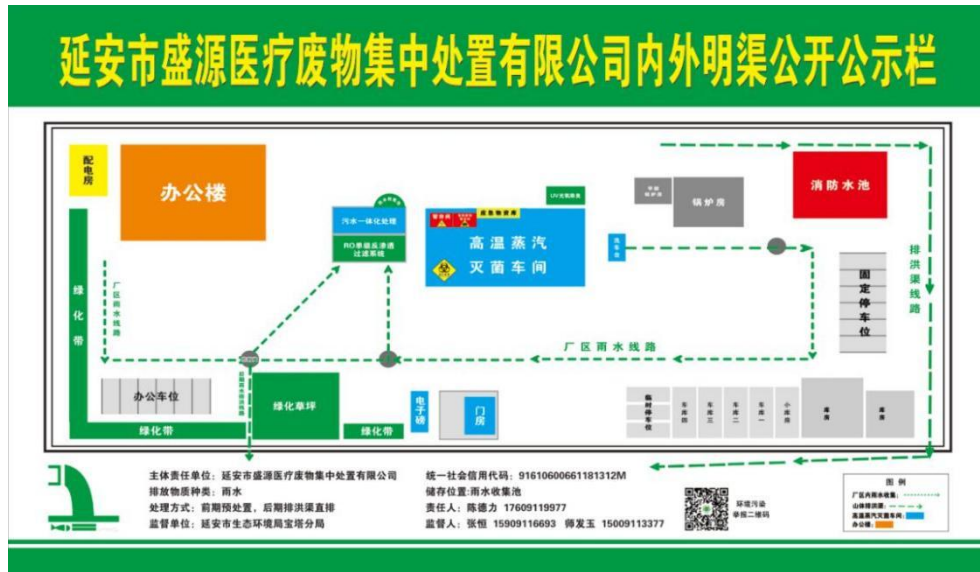 延安市盛源医疗废物集中处置有限公司内外明渠公开公示栏
配电房
办公楼
污水一体化处理
RO单级反渗透
过滤系统
应急物资库
UV光氧除臭
高温蒸汽
灭菌车间
洗车台
锅炉房
消防水池
排洪渠线路
固定停车位
绿化带
厂区雨水线路
厂区雨水线路
办公车位
绿化草坪
绿化带
绿化带
电子磅
门房
临时停车位
车库四
车库三
车库二
车库一
小库房
库房
库房
主体责任单位：延安市盛源医疗废物集中处置有限公司
排放物质种类：雨水
处理方式：前期预处置，后期排洪渠直排
监督单位：延安市生态环境局宝塔分局
统一社会信用代码：91610600661181312M
储存位置:雨水收集池
责任人：陈德力 17609119977
监督人：张恒 15909116693 师发玉 15009113377
环境污染
举报二维码
图 例
厂区内雨水收集：
山体排洪渠：
高温蒸汽灭菌车间：
办公楼：